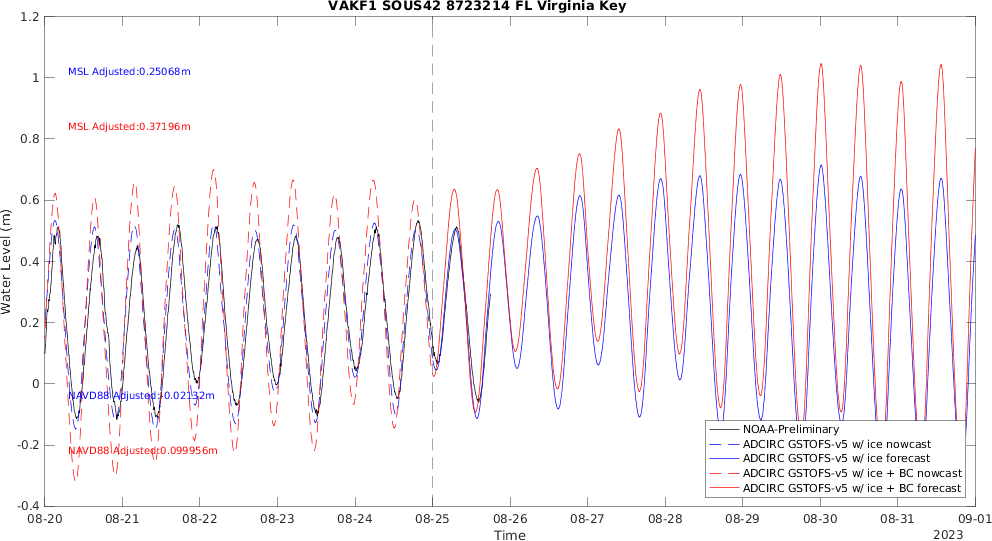 VAKF1 SOUS42 8723214 FL Virginia Key
1.2
1
0.8
0.6
0.4
0.2
0
-0.2
-0.4
Water Level (m)
MSL Adjusted:0.25068m
MSL Adjusted:0.37196m
NAVD88 Adjusted:0.02132m
NAVD88 Adjusted:0.099956m
NOAA-Preliminary
ADCIRC GSTOFS-v5 w/ ice nowcast
ADCIRC GSTOFS-v5 w/ ice forecast
ADCIRC GSTOFS-v5 w/ ice + BC nowcast
ADCIRC GSTOFS-v5 w/ ice + BC forecast
08-20 08-21 08-22 08-23 08-24 08-25 08-26 08-27 08-28 08-29 08-30 08-31 09-01
Time
2023